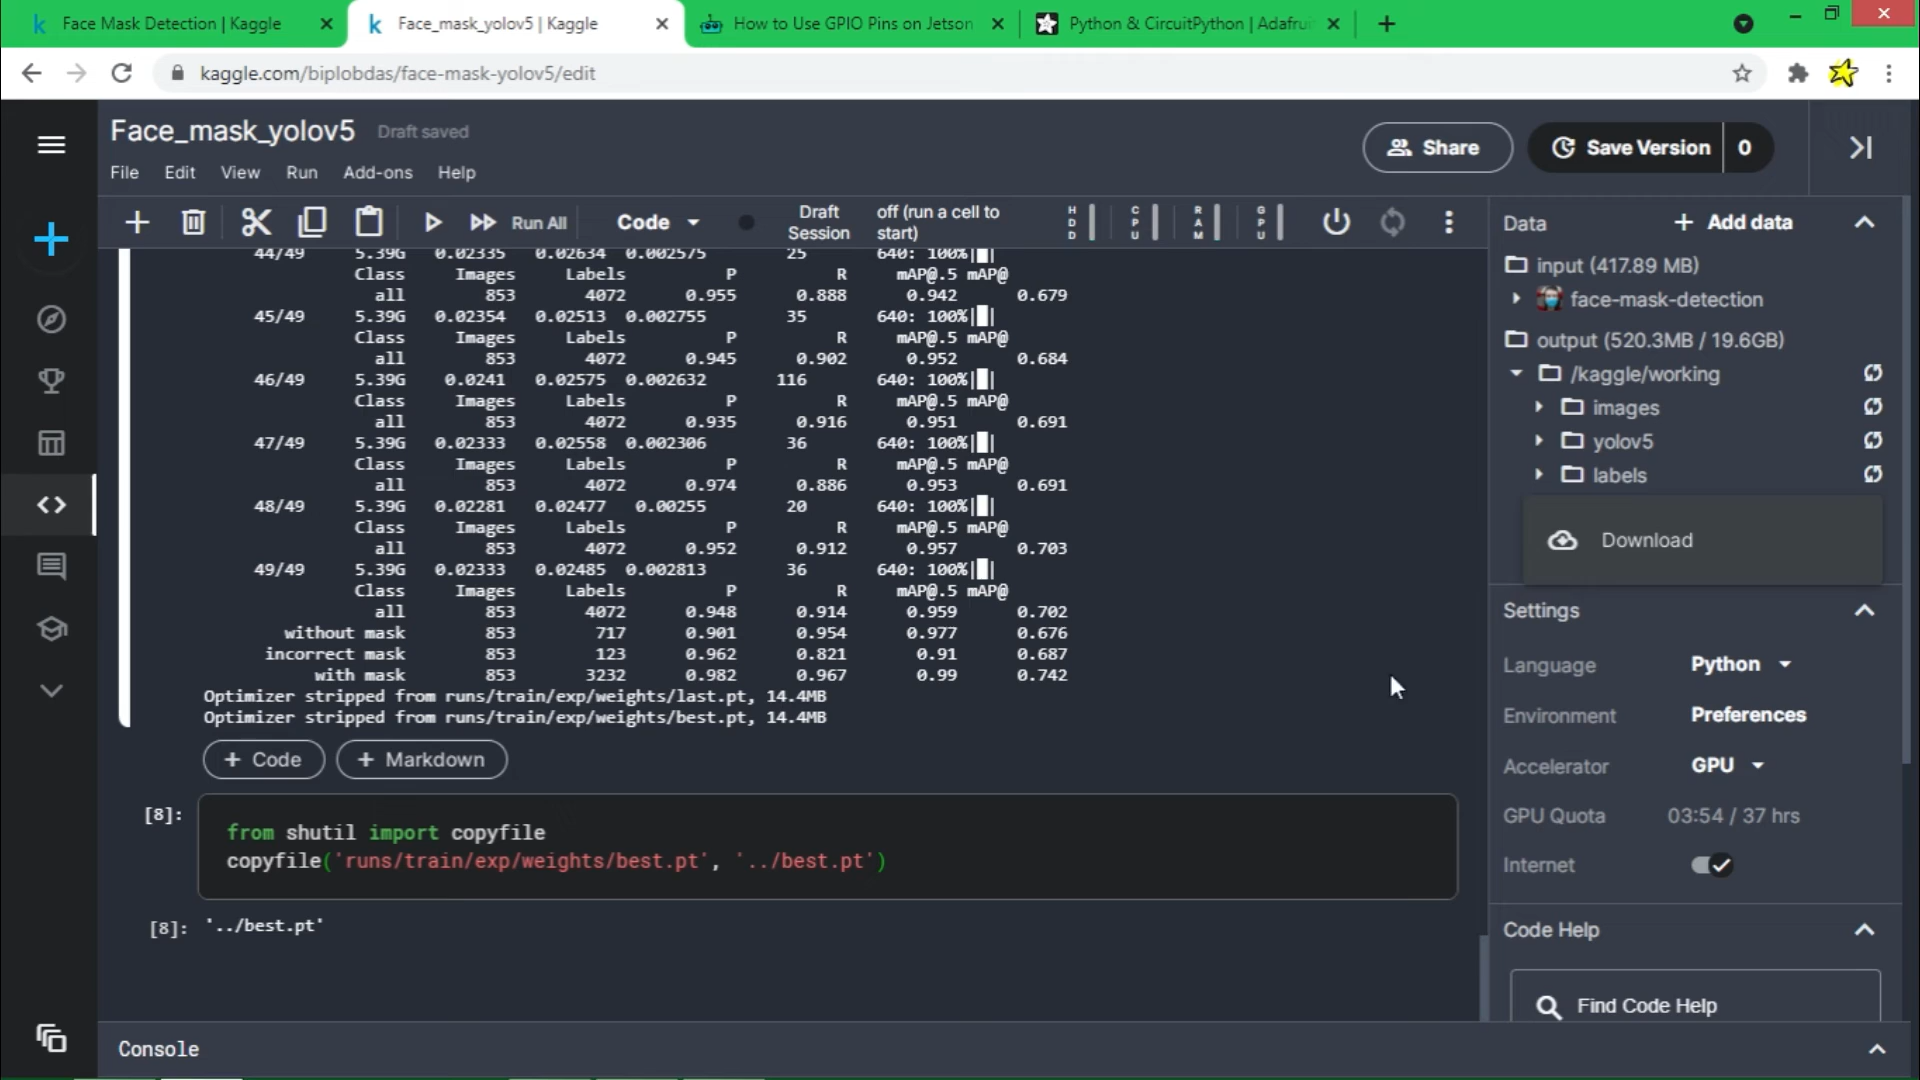 Face Mask Detection | Kaggle
Face_mask_yolov5 | Kaggle
How to Use GPIO Pins on Jetson
Python & CircuitPython | Adafrui
kaggle.com/biplobdas/face-mask-yolov5/edit
Face_mask_yolov5 Draft saved
File Edit View Run Add-ons Help
Share
Save Version 0
Run All
Code
Draft Session
off (run a cell to start)
HDD CPU RAM GPU
44/49 5.39G 0.02335 0.02634 0.002575 25 640: 100%
Class Images Labels P R mAP@.5 mAP@
all 853 4072 0.955 0.888 0.942 0.679
45/49 5.39G 0.02354 0.02513 0.002755 35 640: 100%
Class Images Labels P R mAP@.5 mAP@
all 853 4072 0.945 0.902 0.952 0.684
46/49 5.39G 0.0241 0.02575 0.002632 116 640: 100%
Class Images Labels P R mAP@.5 mAP@
all 853 4072 0.935 0.916 0.951 0.691
47/49 5.39G 0.02333 0.02558 0.002306 36 640: 100%
Class Images Labels P R mAP@.5 mAP@
all 853 4072 0.974 0.886 0.953 0.691
48/49 5.39G 0.02281 0.02477 0.00255 20 640: 100%
Class Images Labels P R mAP@.5 mAP@
all 853 4072 0.952 0.912 0.957 0.703
49/49 5.39G 0.02333 0.02485 0.002813 36 640: 100%
Class Images Labels P R mAP@.5 mAP@
all 853 4072 0.948 0.914 0.959 0.702
without mask 853 717 0.901 0.954 0.977 0.676
incorrect mask 853 123 0.962 0.821 0.91 0.687
with mask 853 3232 0.982 0.967 0.99 0.742
Optimizer stripped from runs/train/exp/weights/last.pt, 14.4MB
Optimizer stripped from runs/train/exp/weights/best.pt, 14.4MB
+ Code + Markdown
[8]:
from shutil import copyfile
copyfile('runs/train/exp/weights/best.pt', '../best.pt')
[8]: '../best.pt'
Console
Data + Add data
input (417.89 MB)
face-mask-detection
output (520.3MB / 19.6GB)
/kaggle/working
images
yolov5
labels
Download
Settings
Language Python
Environment Preferences
Accelerator GPU
GPU Quota 03:54 / 37 hrs
Internet
Code Help
Find Code Help